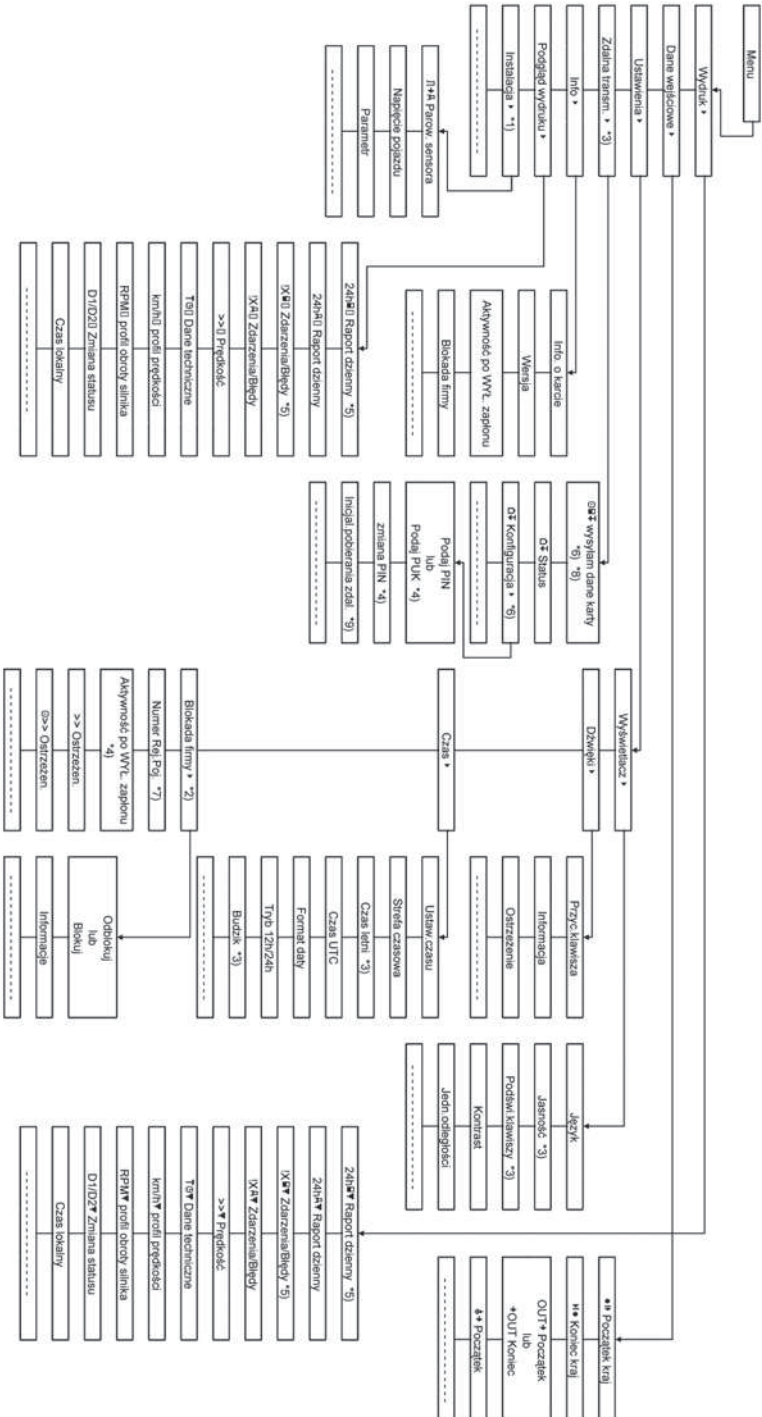 Menu
Wydruk ▸
Dane wejściowe ▸
Ustawienia ▸
Zdalna transm. ▸ *3)
Info ▸
Podgląd wydruku ▸
Instalacja ▸ *1)
- - - - - - - - - - - -
Parow. sensora
Napięcie pojazdu
Parametr
- - - - - - - - - - - -
24h Raport dzienny *5)
24h Raport dzienny
!X Zdarzenia/Błędy *5)
!X Zdarzenia/Błędy
>> Prędkość
Dane techniczne
km/h profil prędkości
RPM profil obroty silnika
D1/D2 Zmiana statusu
Czas lokalny
- - - - - - - - - - - -
Info. o karcie
Wersja
Aktywność po WYŁ. zapłonu
Blokada firmy
- - - - - - - - - - - -
wysyłam dane karty
*6) *8)
Status
Konfiguracja ▸ *6)
- - - - - - - - - - - -
Podaj PIN
lub
Podaj PUK *4)
zmiana PIN *4)
Inicjal.pobierania zdal. *9)
- - - - - - - - - - - -
Wyświetlacz ▸
Dźwięki ▸
Czas ▸
Blokada firmy ▸ *2)
Numer Rej.Poj. *7)
Aktywność po WYŁ. zapłonu
*4)
>> Ostrzeżen.
>> Ostrzeżen.
- - - - - - - - - - - -
Przyc.klawisza
Informacja
Ostrzeżenie
- - - - - - - - - - - -
Ustaw czasu
Strefa czasowa
Czas letni *3)
Czas UTC
Format daty
Tryb 12h/24h
Budzik *3)
- - - - - - - - - - - -
Odblokuj
lub
Blokuj
Informacje
- - - - - - - - - - - -
Język
Jasność *3)
Podświ.klawiszy *3)
Kontrast
Jedn.odległości
- - - - - - - - - - - -
24h▼ Raport dzienny *5)
24h▼ Raport dzienny
!X▼ Zdarzenia/Błędy *5)
!X▼ Zdarzenia/Błędy
>>▼ Prędkość
▼ Dane techniczne
km/h▼ profil prędkości
RPM▼ profil obroty silnika
D1/D2▼ Zmiana statusu
Czas lokalny
- - - - - - - - - - - -
Początek kraj
Koniec kraj
OUT+ Początek
lub
+OUT Koniec
Początek
- - - - - - - - - - - -